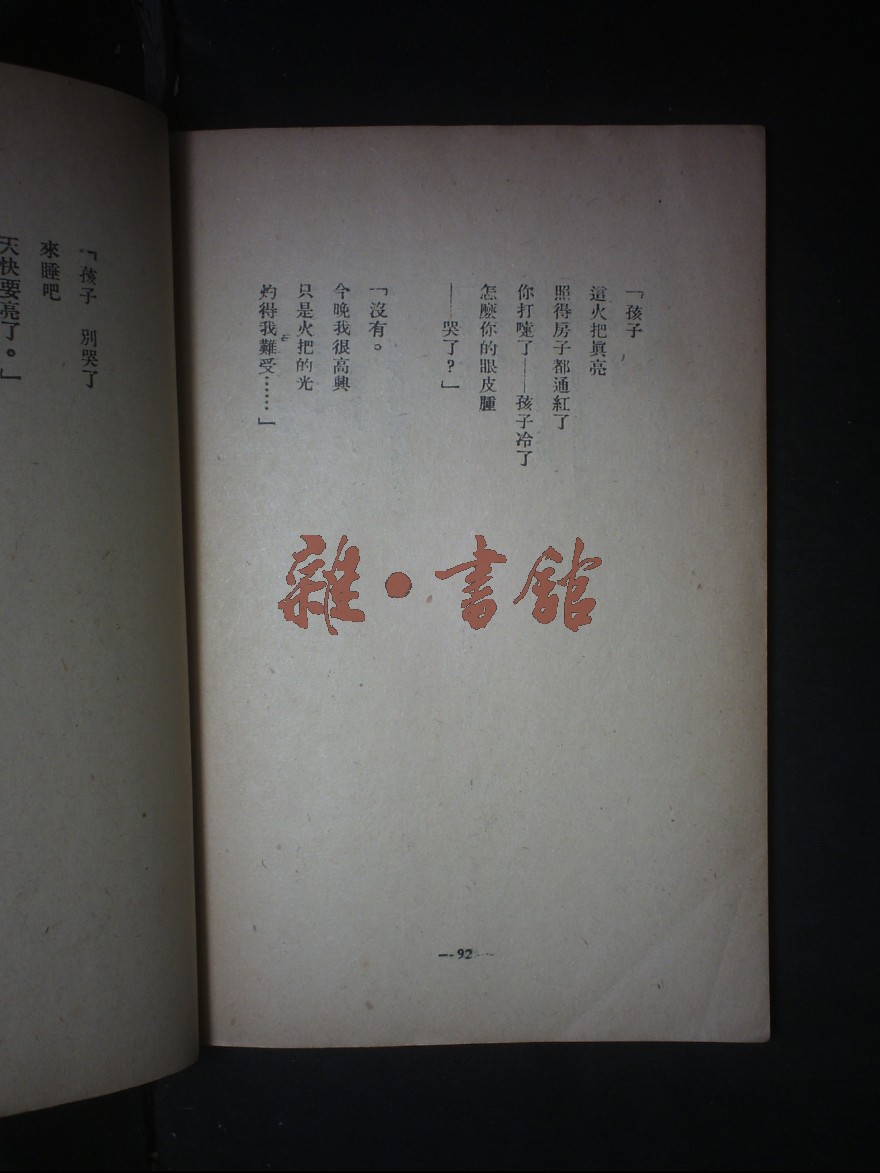 「孩子
這火把眞亮
照得房子都通紅了
你打嚏了——孩子冷了
怎麽你的眼皮腫
——哭了?」
「沒有。
今晚我很高興
只是火把的光
灼得我難受……」
—92—
「孩子 別哭了
來睡吧
天快要亮了。」
雜·書館